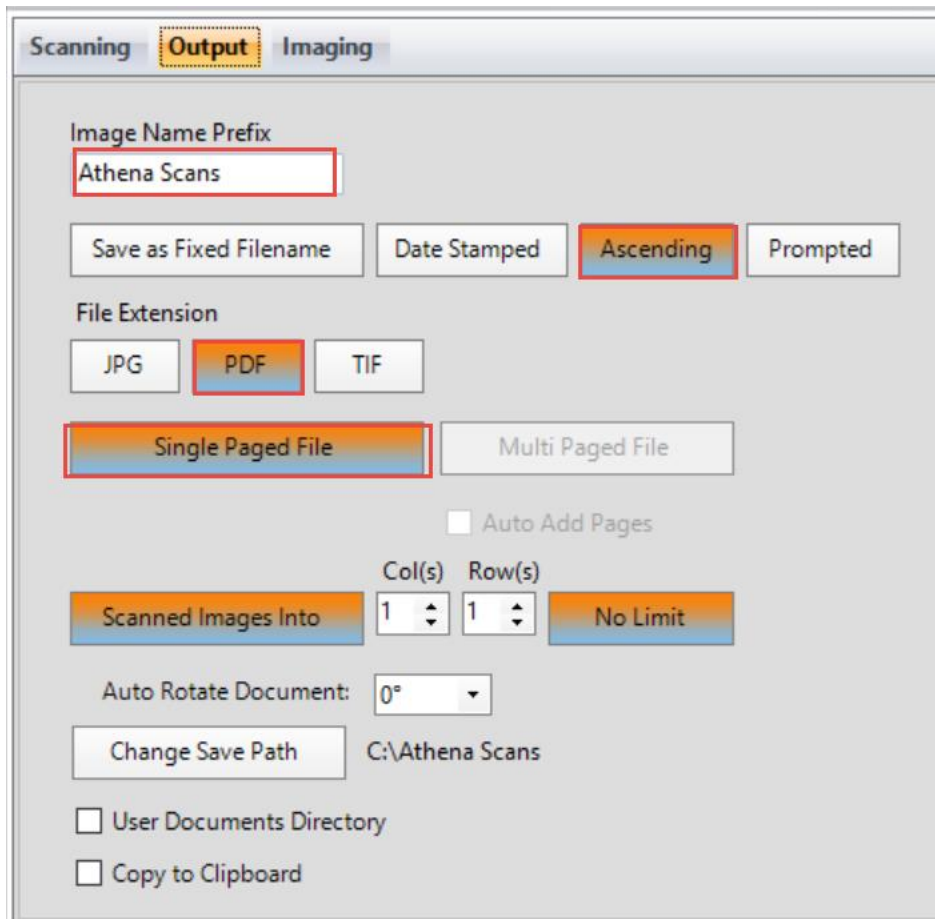 Scanning Output Imaging
Image Name Prefix
Athena Scans
Save as Fixed Filename Date Stamped Ascending Prompted
File Extension
JPG PDF TIF
Single Paged File Multi Paged File
Auto Add Pages
Col(s) Row(s)
Scanned Images Into 1 1 No Limit
Auto Rotate Document: 0°
Change Save Path C:\Athena Scans
User Documents Directory
Copy to Clipboard